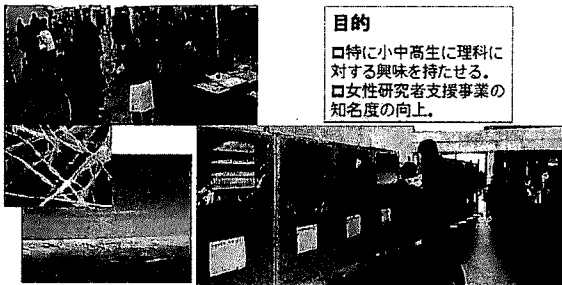 目的
□特に小中高生に理科に
対する興味を持たせる。
□女性研究者支援事業の
知名度の向上。